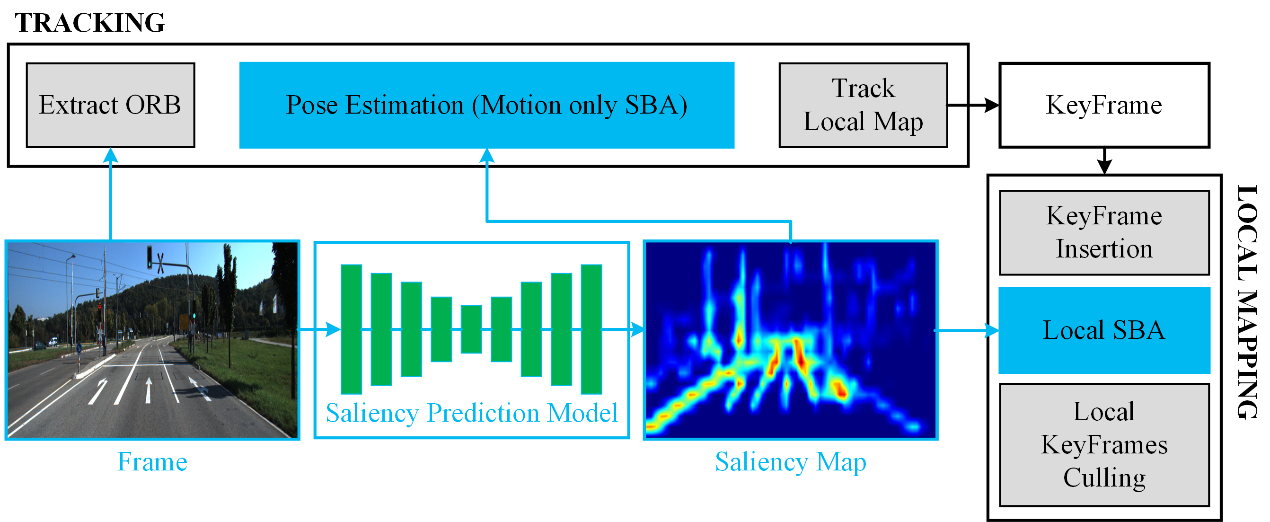 TRACKING
Extract ORB
Pose Estimation (Motion only SBA)
Track
Local Map
KeyFrame
LOCAL MAPPING
KeyFrame
Insertion
Local SBA
Local
KeyFrames
Culling
Saliency Prediction Model
Frame
Saliency Map